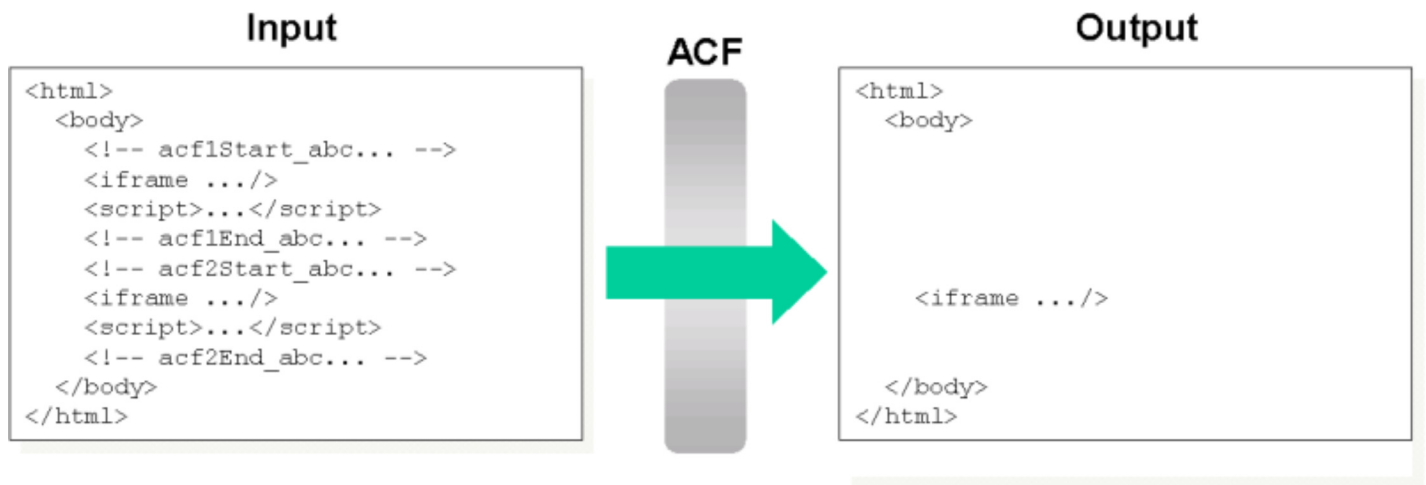 Input
<html>
<body>
<!-- acf1Start_abc... -->
<iframe .../>
<script>...</script>
<!-- acf1End_abc... -->
<!-- acf2Start_abc... -->
<iframe .../>
<script>...</script>
<!-- acf2End_abc... -->
</body>
</html>
ACF
Output
<html>
<body>
<iframe .../>
</body>
</html>